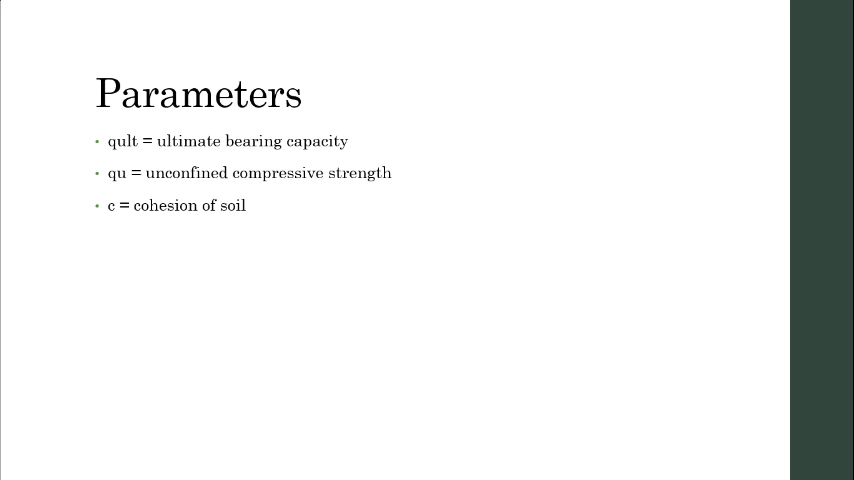 Parameters
• qult = ultimate bearing capacity
• qu = unconfined compressive strength
• c = cohesion of soil